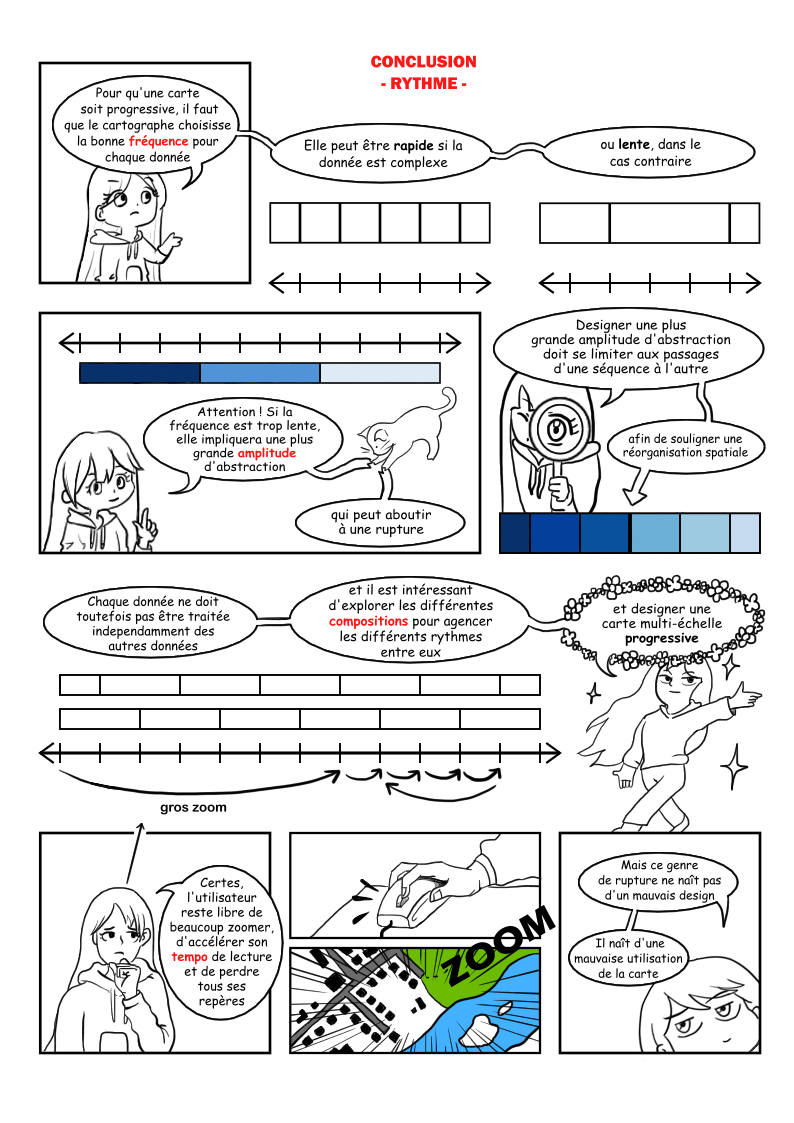 CONCLUSION
- RYTHME -
Pour qu'une carte
soit progressive, il faut
que le cartographe choisisse
la bonne fréquence pour
chaque donnée
Elle peut être rapide si la
donnée est complexe
ou lente, dans le
cas contraire
Attention ! Si la
fréquence est trop lente,
elle impliquera une plus
grande amplitude
d'abstraction
qui peut aboutir
à une rupture
Designer une plus
grande amplitude d'abstraction
doit se limiter aux passages
d'une séquence à l'autre
afin de souligner une
réorganisation spatiale
Chaque donnée ne doit
toutefois pas être traitée
independamment des
autres données
et il est intéressant
d'explorer les différentes
compositions pour agencer
les différents rythmes
entre eux
et designer une
carte multi-échelle
progressive
gros zoom
Certes,
l'utilisateur
reste libre de
beaucoup zoomer,
d'accélérer son
tempo de lecture
et de perdre
tous ses
repères
ZOOM
Mais ce genre
de rupture ne naît pas
d'un mauvais design
Il naît d'une
mauvaise utilisation
de la carte